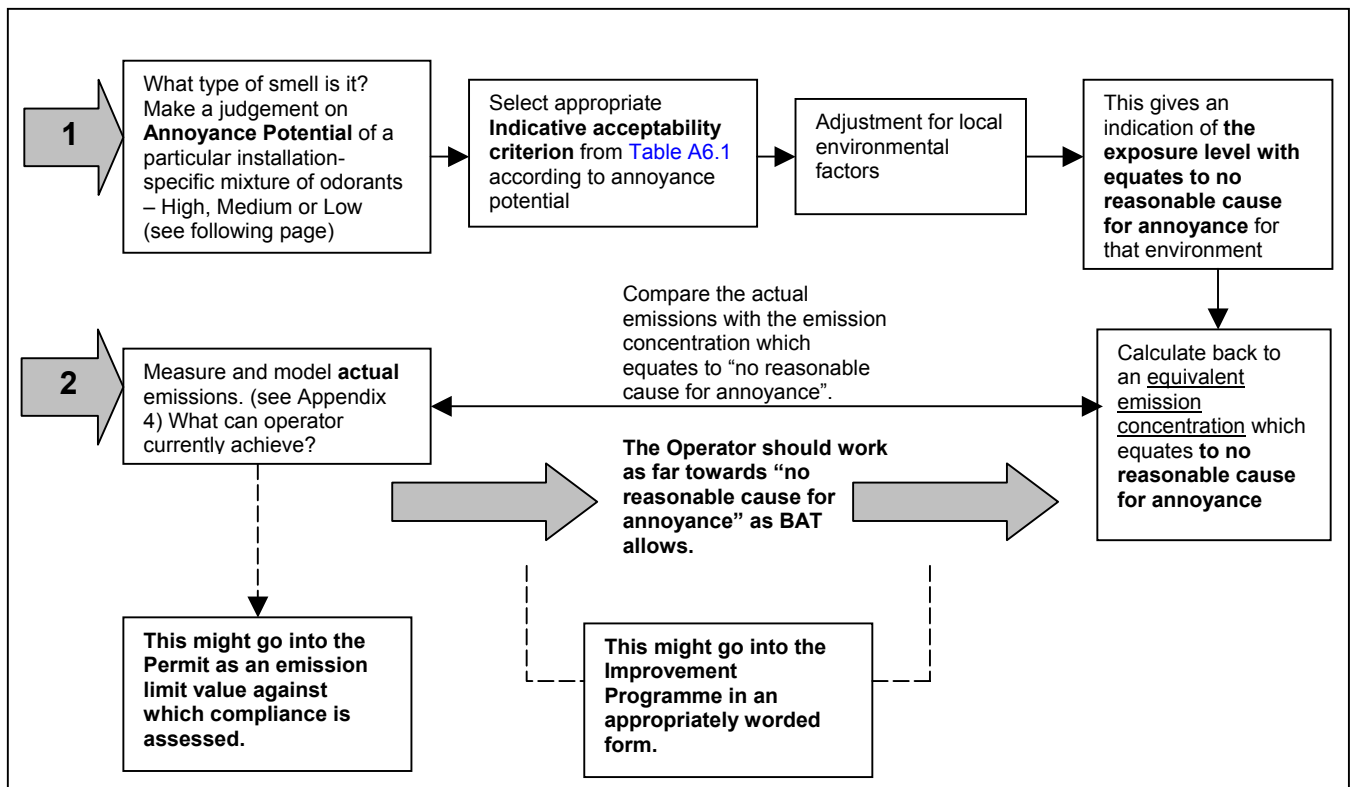 1
What type of smell is it?
Make a judgement on
Annoyance Potential of a
particular installation-
specific mixture of odorants
– High, Medium or Low
(see following page)
Select appropriate
Indicative acceptability
criterion from Table A6.1
according to annoyance
potential
Adjustment for local
environmental
factors
This gives an
indication of the
exposure level with
equates to no
reasonable cause
for annoyance for
that environment
2
Measure and model actual
emissions. (see Appendix
4) What can operator
currently achieve?
Compare the actual
emissions with the emission
concentration which
equates to “no reasonable
cause for annoyance”.
Calculate back to
an equivalent
emission
concentration which
equates to no
reasonable cause
for annoyance
The Operator should work
as far towards “no
reasonable cause for
annoyance” as BAT
allows.
This might go into the
Permit as an emission
limit value against
which compliance is
assessed.
This might go into the
Improvement
Programme in an
appropriately worded
form.